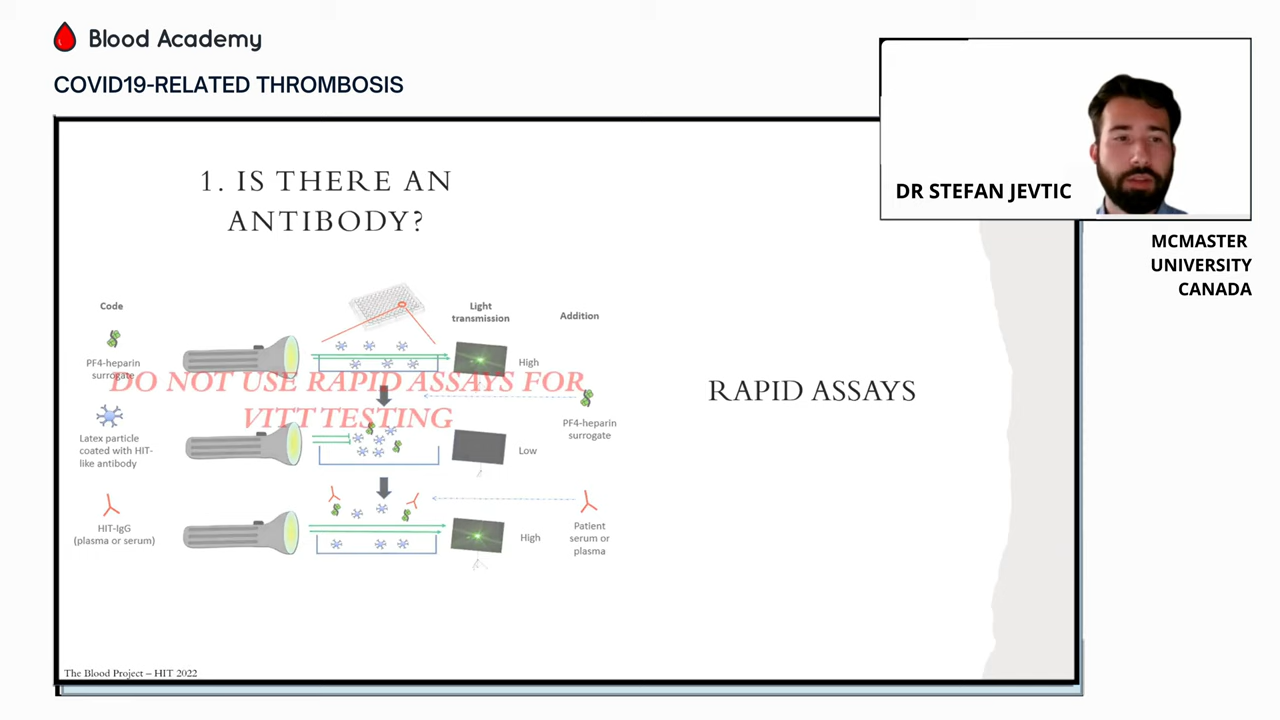 Blood Academy
COVID19-RELATED THROMBOSIS
DR STEFAN JEVTIC
MCMASTER
UNIVERSITY
CANADA
1. IS THERE AN
ANTIBODY?
Code
Light
transmission
Addition
PF4-heparin
surrogate
High
DO NOT USE RAPID ASSAYS FOR
VITT TESTING
RAPID ASSAYS
PF4-heparin
surrogate
Latex particle
coated with HIT-
like antibody
Low
HIT-IgG
(plasma or serum)
High
Patient
serum or
plasma
The Blood Project – HIT 2022